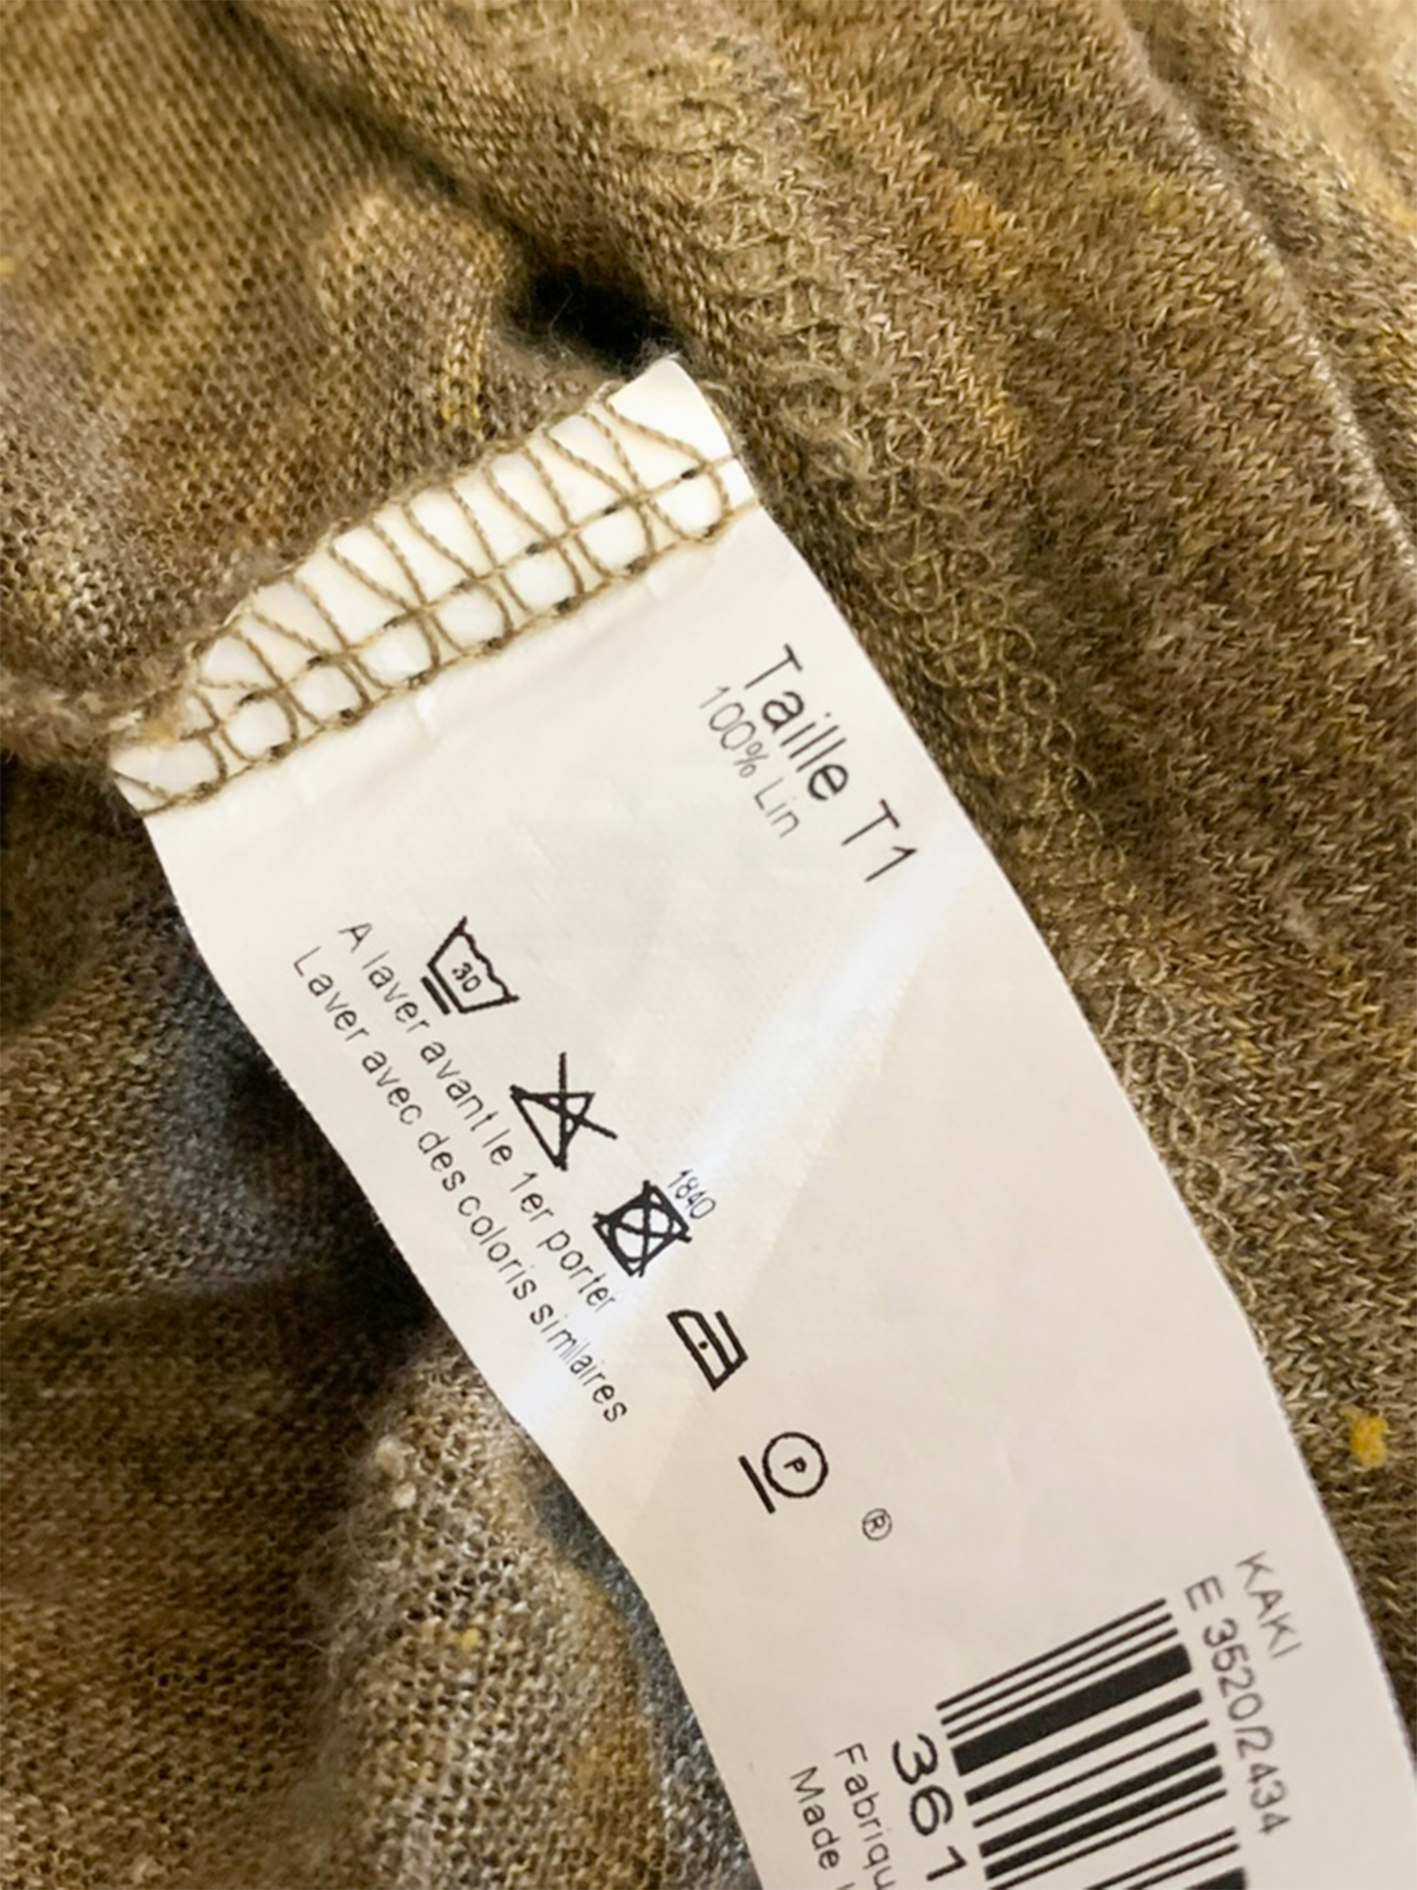 Taille T1
100% Lin
30
1840
P
®
A laver avant le 1er porter
Laver avec des coloris similaires
KAKI
E 3520/2434
361
Fabriqu
Made